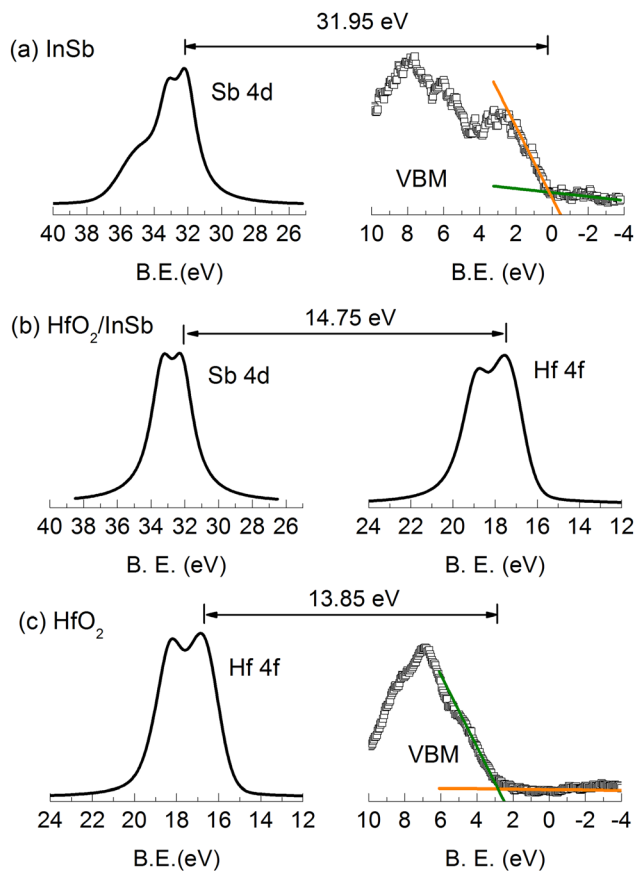 31.95 eV
(a) InSb
Sb 4d
VBM
40 38 36 34 32 30 28 26
10 8 6 4 2 0 -2 -4
B.E.(eV)
B.E. (eV)
(b) HfO₂/InSb
14.75 eV
Sb 4d
Hf 4f
40 38 36 34 32 30 28 26
24 22 20 18 16 14 12
B. E. (eV)
B. E. (eV)
13.85 eV
(c) HfO₂
Hf 4f
VBM
24 22 20 18 16 14 12
10 8 6 4 2 0 -2 -4
B.E.(eV)
B. E. (eV)